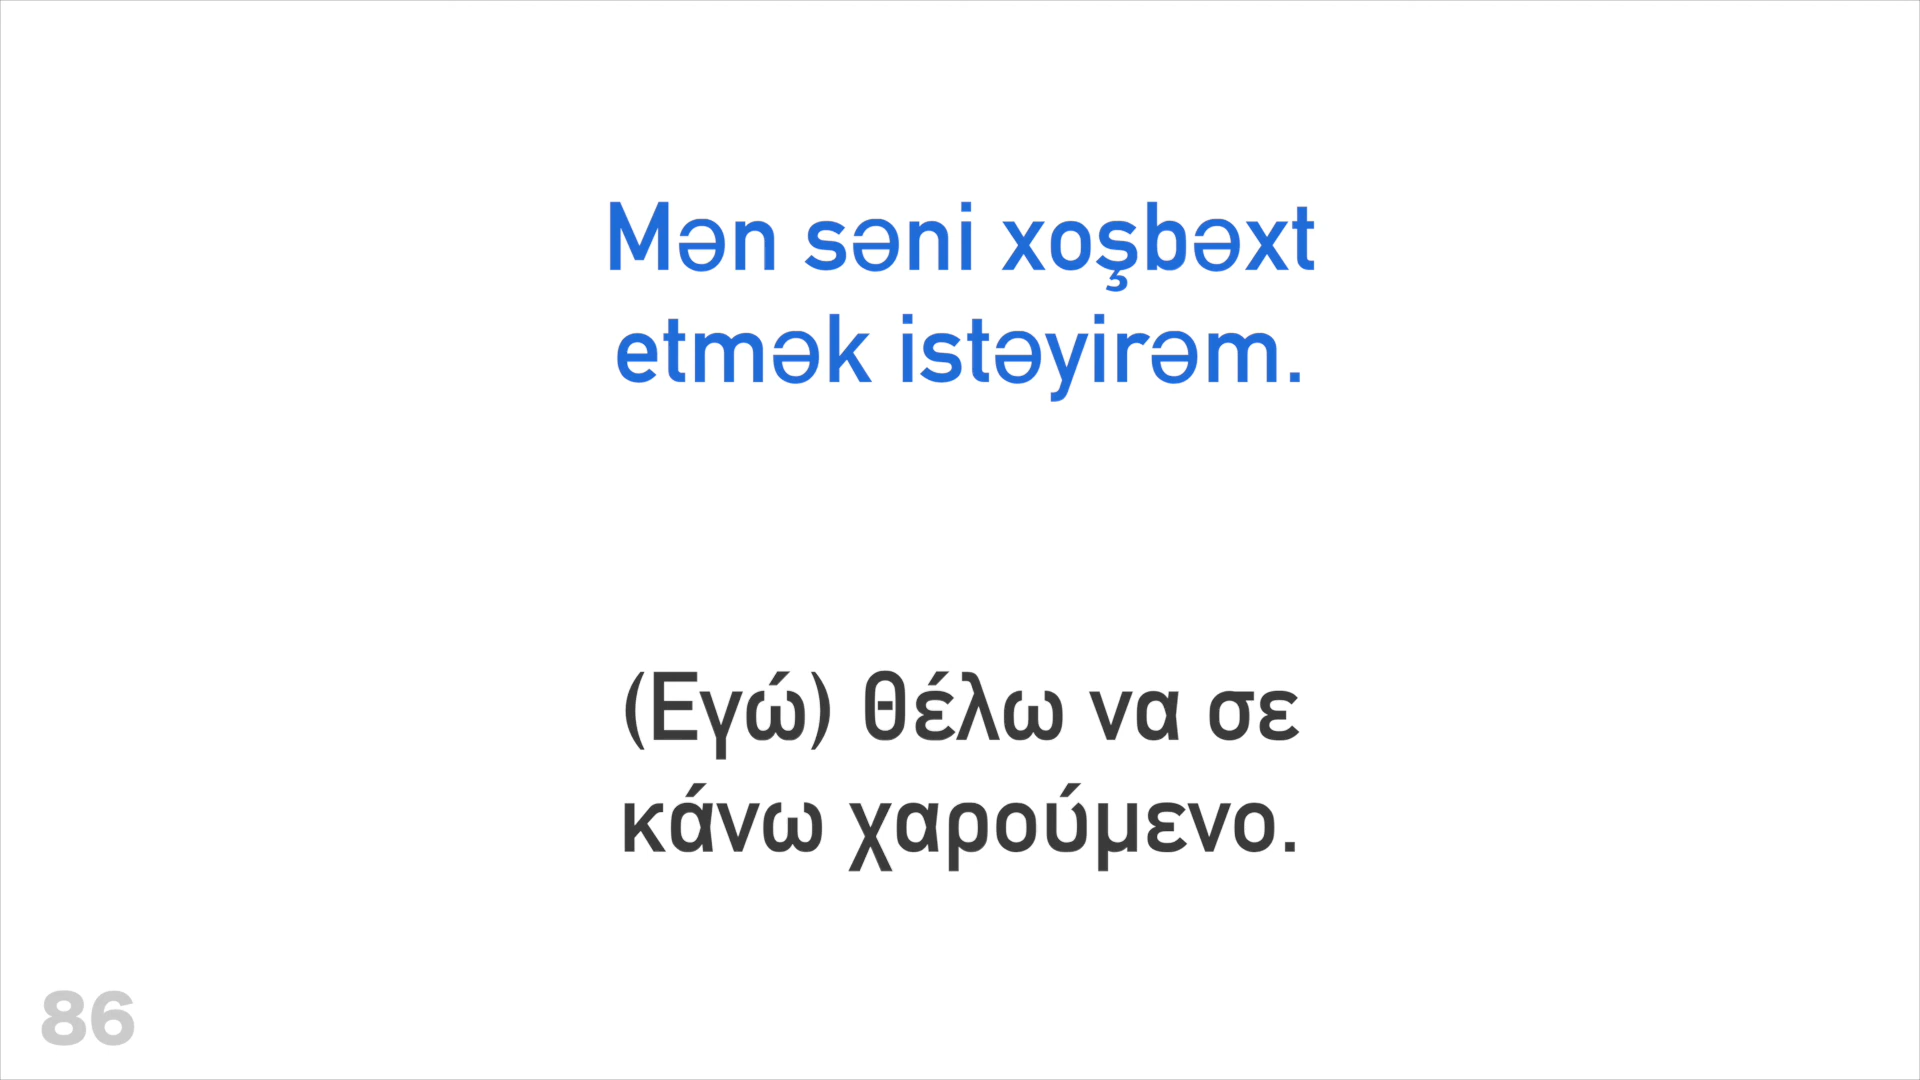 Mən səni xoşbəxt
etmək istəyirəm.
(Εγώ) θέλω να σε
κάνω χαρούμενο.
86